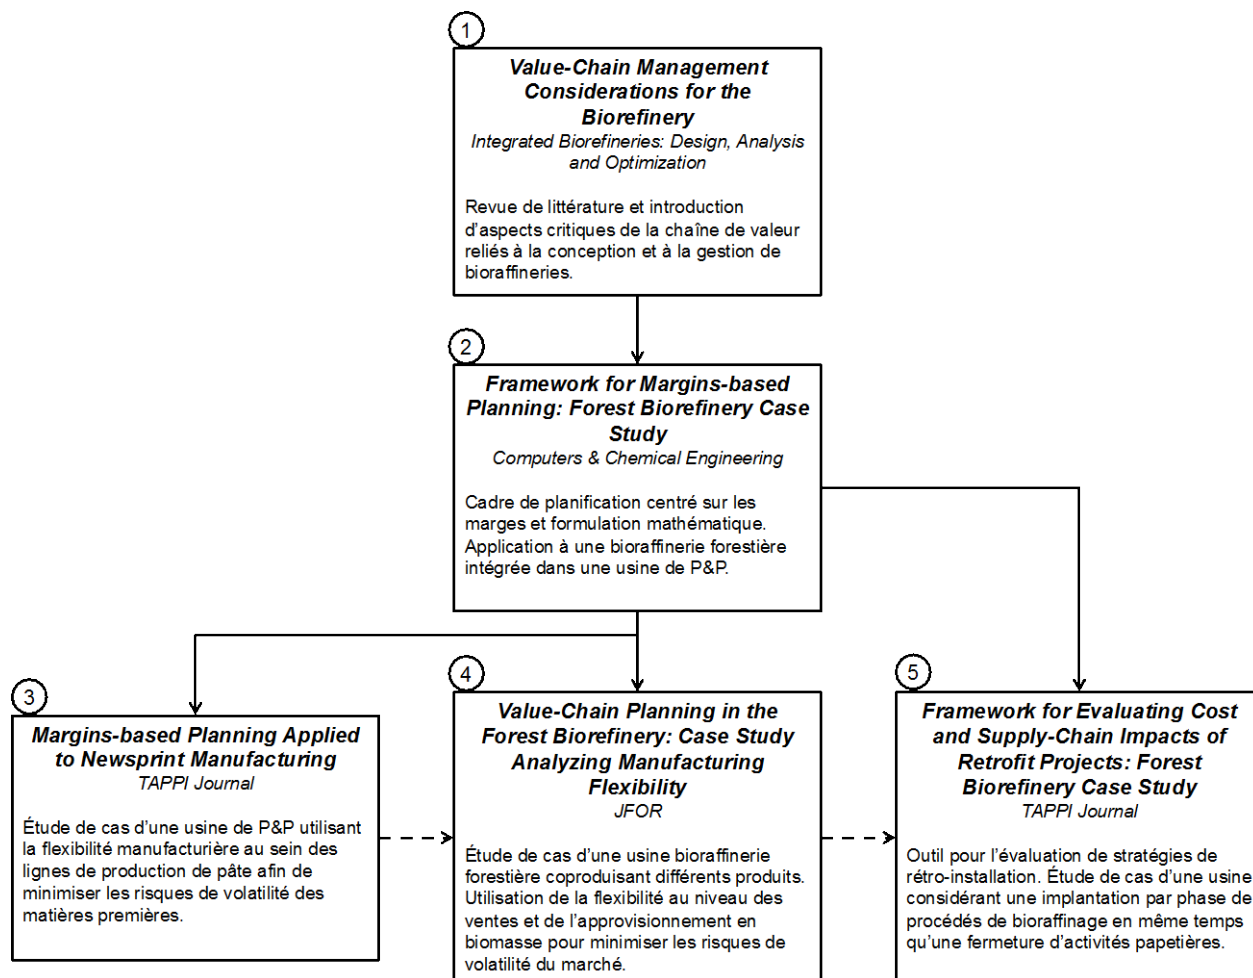 1
Value-Chain Management
Considerations for the
Biorefinery
Integrated Biorefineries: Design, Analysis
and Optimization
Revue de littérature et introduction
d'aspects critiques de la chaîne de valeur
reliés à la conception et à la gestion de
bioraffineries.
2
Framework for Margins-based
Planning: Forest Biorefinery Case
Study
Computers & Chemical Engineering
Cadre de planification centré sur les
marges et formulation mathématique.
Application à une bioraffinerie forestière
intégrée dans une usine de P&P.
3
Margins-based Planning Applied
to Newsprint Manufacturing
TAPPI Journal
Étude de cas d'une usine de P&P utilisant
la flexibilité manufacturière au sein des
lignes de production de pâte afin de
minimiser les risques de volatilité des
matières premières.
4
Value-Chain Planning in the
Forest Biorefinery: Case Study
Analyzing Manufacturing
Flexibility
JFOR
Étude de cas d'une usine bioraffinerie
forestière coproduisant différents produits.
Utilisation de la flexibilité au niveau des
ventes et de l'approvisionnement en
biomasse pour minimiser les risques de
volatilité du marché.
5
Framework for Evaluating Cost
and Supply-Chain Impacts of
Retrofit Projects: Forest
Biorefinery Case Study
TAPPI Journal
Outil pour l'évaluation de stratégies de
rétro-installation. Étude de cas d'une usine
considérant une implantation par phase de
procédés de bioraffinage en même temps
qu'une fermeture d'activités papetières.